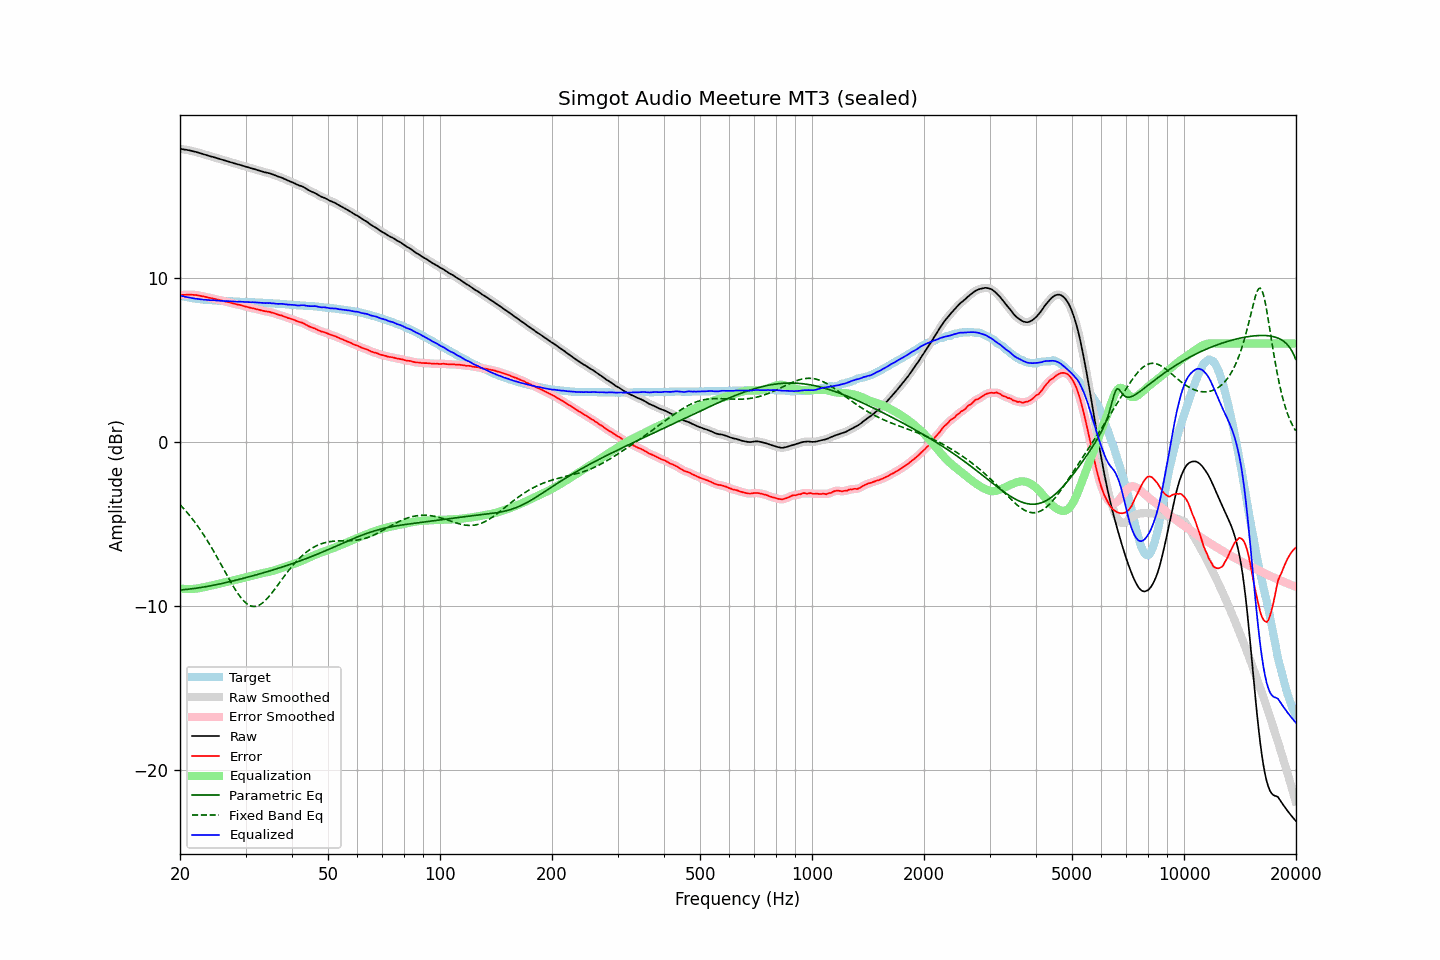 Simgot Audio Meeture MT3 (sealed)
Amplitude (dBr)
10
0
−10
−20
Target
Raw Smoothed
Error Smoothed
Raw
Error
Equalization
Parametric Eq
Fixed Band Eq
Equalized
20 50 100 200 500 1000 2000 5000 10000 20000
Frequency (Hz)